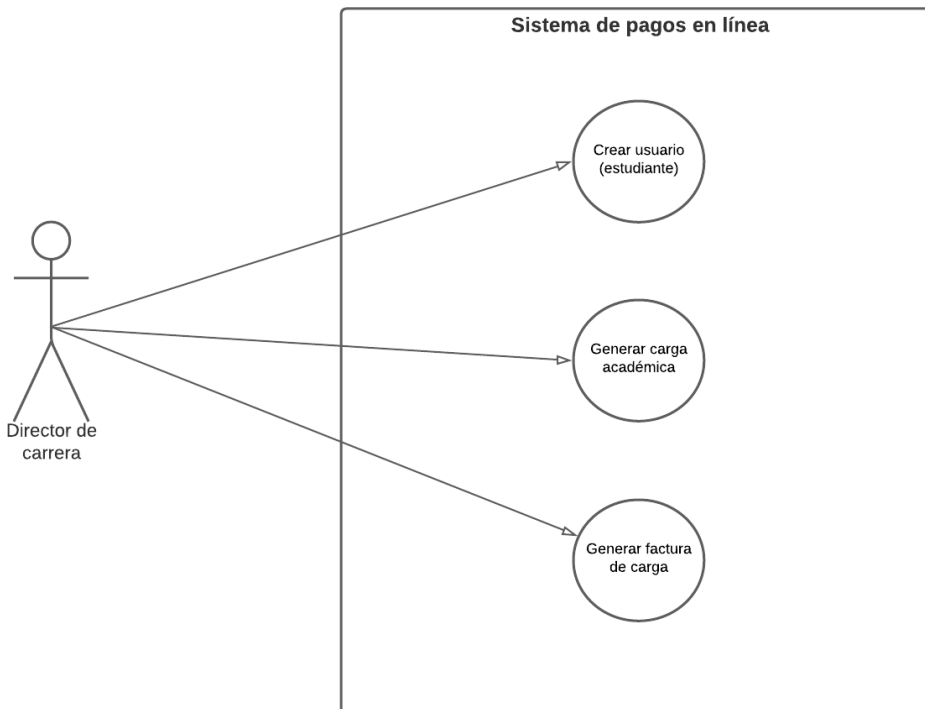 Sistema de pagos en línea
Crear usuario
(estudiante)
Generar carga
académica
Director de
carrera
Generar factura
de carga